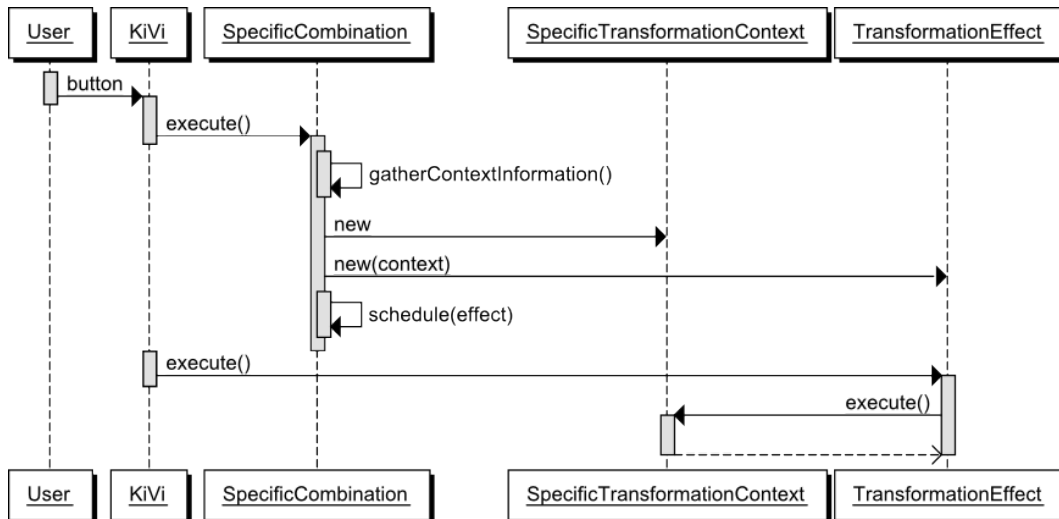 User KiVi SpecificCombination SpecificTransformationContext TransformationEffect
button
execute()
gatherContextInformation()
new
new(context)
schedule(effect)
execute()
execute()
User KiVi SpecificCombination SpecificTransformationContext TransformationEffect